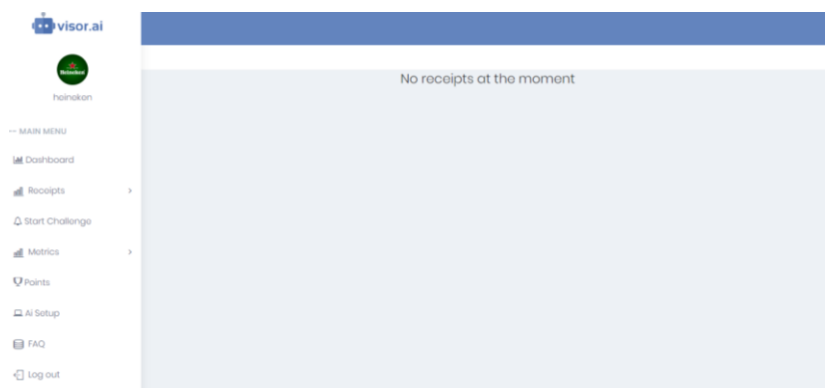 visor.ai
Heineken
heineken
-- MAIN MENU
Dashboard
Receipts
Start Challenge
Metrics
Points
Ai Setup
FAQ
Log out
No receipts at the moment